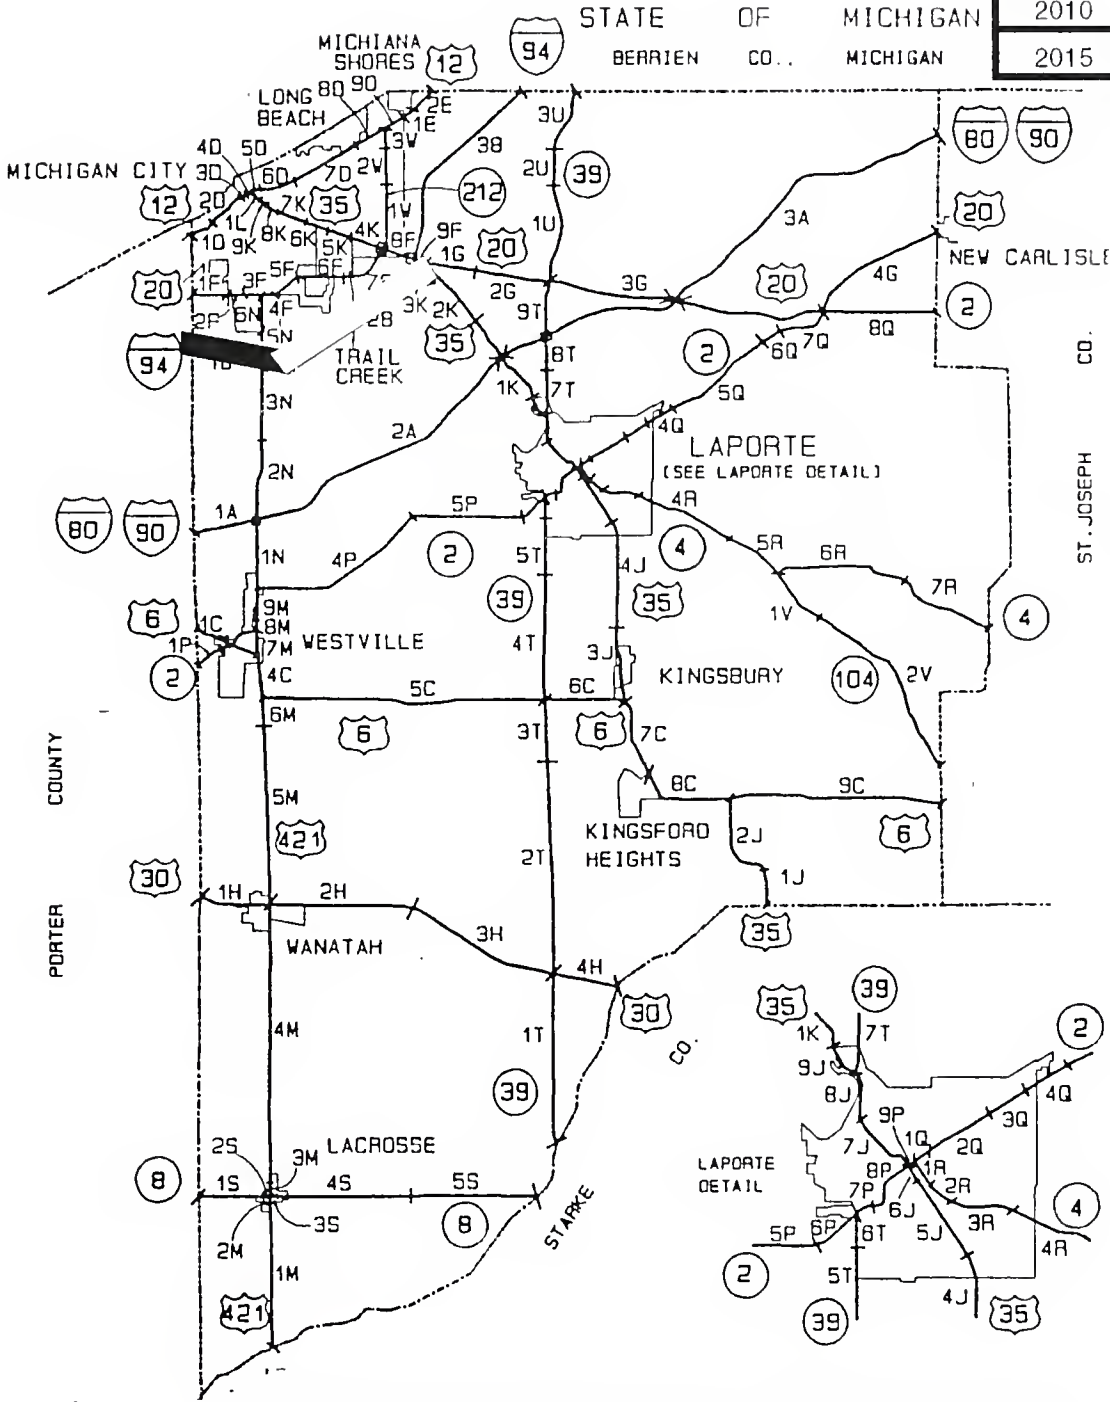 STATE OF MICHIGAN
2010
BERRIEN CO.. MICHIGAN
2015
94
MICHIANA
SHORES
12
LONG
BEACH
8D
9D
2E
1E
3W
2W
3B
3U
2U
39
1U
80
90
MICHIGAN CITY
4D
5D
3D
6D
7D
2D
12
1D
1L
7K
8K
9K
6K
35
5K
4K
1W
212
8F
9F
1G
20
2G
3G
3A
20
4G
20
NEW CARLISLE
20
1F
2F
3F
4F
5F
6F
6N
5N
3K
2K
2B
9T
2
6Q
7Q
8Q
2
94
TRAIL
CREEK
35
8T
7T
1K
5Q
4Q
3N
2A
2N
LAPORTE
(SEE LAPORTE DETAIL)
CO.
ST. JOSEPH
80
90
1A
5P
4P
2
4R
4
5R
6R
7R
4
1N
5T
39
4J
35
1V
104
2V
6
1C
1P
2
9M
8M
7M
4C
WESTVILLE
4T
3J
KINGSBURY
5C
6C
6
6
6M
3T
7C
8C
9C
6
COUNTY
PORTER
5M
421
2T
KINGSFORD
HEIGHTS
2J
1J
35
30
1H
2H
WANATAH
3H
4H
30
4M
1T
39
CO.
STARKE
LACROSSE
2S
3M
8
1S
4S
5S
8
2M
3S
1M
421
35
39
2
1K
7T
9J
8J
9P
7J
1Q
2Q
3Q
4Q
LAPORTE
DETAIL
8P
1R
2R
7P
6J
5J
3R
4
4R
5P
6P
6T
2
5T
39
4J
35